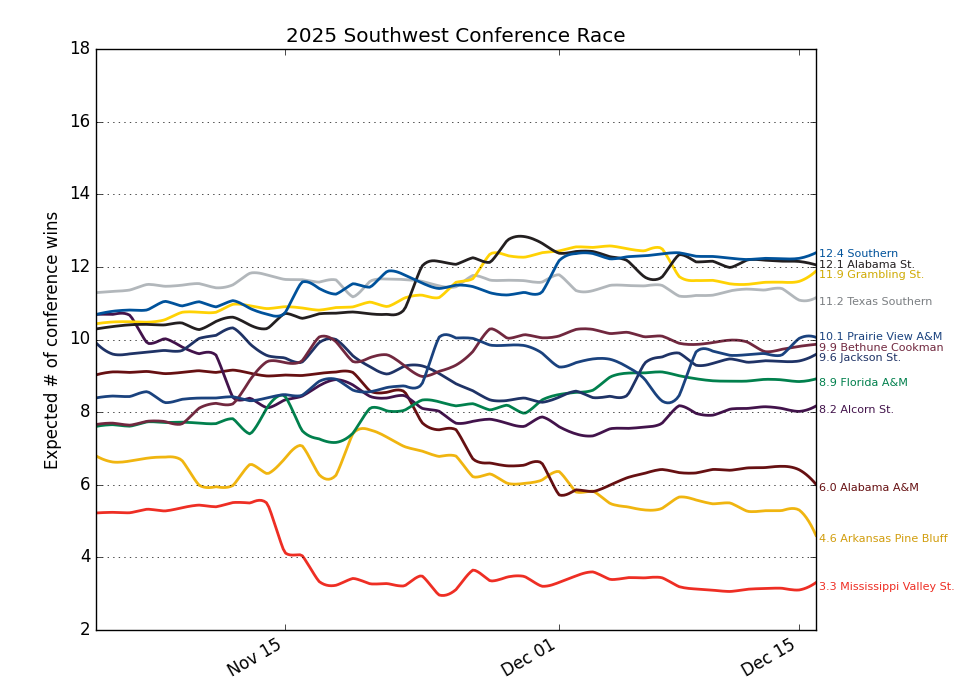 2025 Southwest Conference Race
Expected # of conference wins
18
16
14
12
10
8
6
4
2
Nov 15
Dec 01
Dec 15
12.4 Southern
12.1 Alabama St.
11.9 Grambling St.
11.2 Texas Southern
10.1 Prairie View A&M
9.9 Bethune Cookman
9.6 Jackson St.
8.9 Florida A&M
8.2 Alcorn St.
6.0 Alabama A&M
4.6 Arkansas Pine Bluff
3.3 Mississippi Valley St.